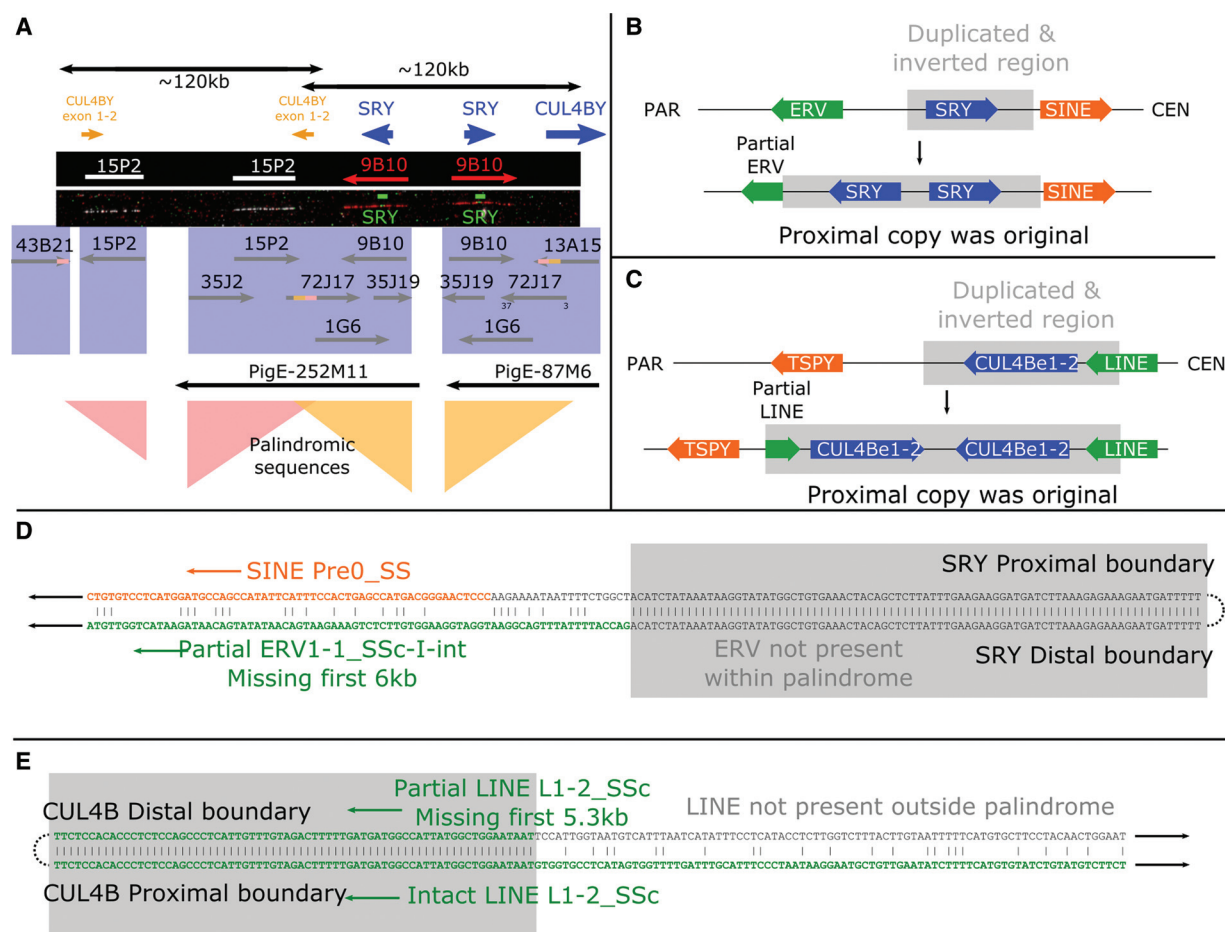 A
~120kb
~120kb
CUL4BY
exon 1-2
CUL4BY
exon 1-2
SRY
SRY
CUL4BY
15P2
15P2
9B10
9B10
SRY
SRY
43B21
15P2
15P2
9B10
9B10
13A15
35J2
72J17
35J19
35J19
72J17
37
3
1G6
1G6
PigE-252M11
PigE-87M6
Palindromic
sequences
B
Duplicated &
inverted region
PAR
ERV
SRY
SINE
CEN
Partial
ERV
SRY
SRY
SINE
Proximal copy was original
C
Duplicated &
inverted region
PAR
TSPY
CUL4Be1-2
LINE
CEN
Partial
LINE
TSPY
CUL4Be1-2
CUL4Be1-2
LINE
Proximal copy was original
D
SINE Pre0_SS
SRY Proximal boundary
CTGTGTCCTCATGGATGCCAGCCATATTCATTTCCACTGAGCCATGACGGGAACTCCCAAGAAAATAATTTTCTGGCTACATCTATAAATAAGGTATATGGCTGTGAAACTACAGCTCTTATTTGAAGAAGGATGATCTTAAAGAGAAAGAATGATTTTT
ATGTTGGTCATAAGATAACAGTATATAACAGTAAGAAAGTCTCTTGTGGAAGGTAGGTAAGGCAGTTTATTTTACCAGACATCTATAAATAAGGTATATGGCTGTGAAACTACAGCTCTTATTTGAAGAAGGATGATCTTAAAGAGAAAGAATGATTTTT
Partial ERV1-1_SSc-I-int
Missing first 6kb
ERV not present
within palindrome
SRY Distal boundary
E
CUL4B Distal boundary
Partial LINE L1-2_SSc
Missing first 5.3kb
LINE not present outside palindrome
TTCTCCACACCCTCTCCAGCCCTCATTGTTTGTAGACTTTTTGATGATGGCCATTATGGCTGGAATAATTCCATTGGTAATGTCATTTAATCATATTTCCTCATACCTCTTGGTCTTTACTTGTAATTTTTCATGTGCTTCCTACAACTGGAAT
TTCTCCACACCCTCTCCAGCCCTCATTGTTTGTAGACTTTTTGATGATGGCCATTATGGCTGGAATAATGTGGTGCCTCATAGTGGTTTTGATTTGCATTTCCCTAATAAGGAATGCTGTTGAATATCTTTTCATGTGTATCTGTATGTCTTCT
CUL4B Proximal boundary
Intact LINE L1-2_SSc